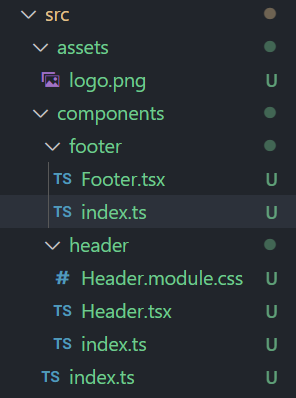 src
assets
logo.png U
components
footer
TS Footer.tsx U
TS index.ts U
header
# Header.module.css U
TS Header.tsx U
TS index.ts U
TS index.ts U